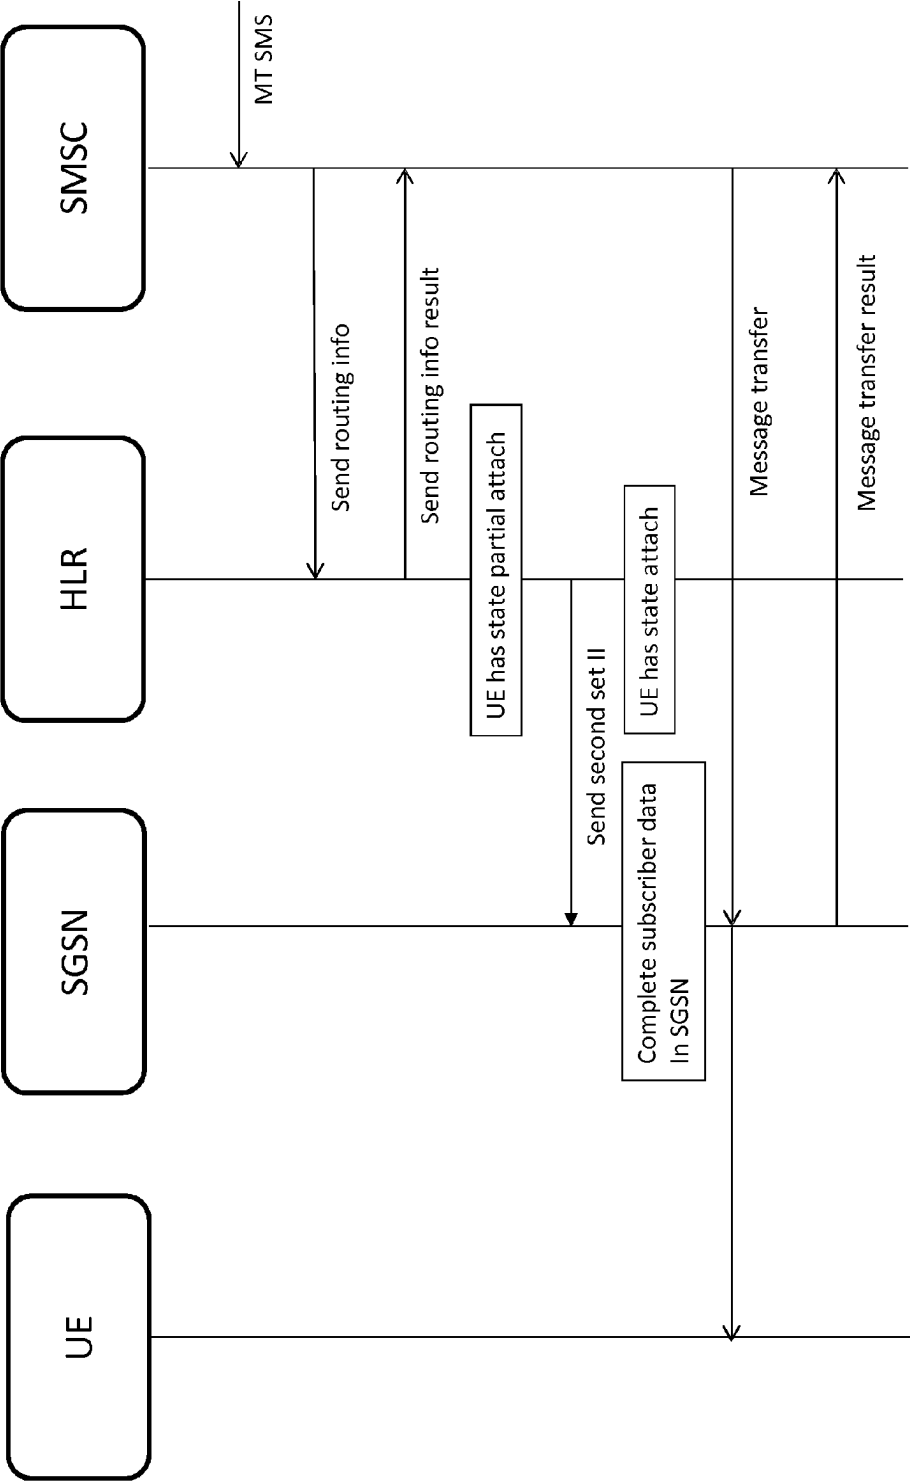 UE
SGSN
HLR
SMSC
MT SMS
Send routing info
Send routing info result
UE has state partial attach
Send second set II
Complete subscriber data
In SGSN
UE has state attach
Message transfer
Message transfer result